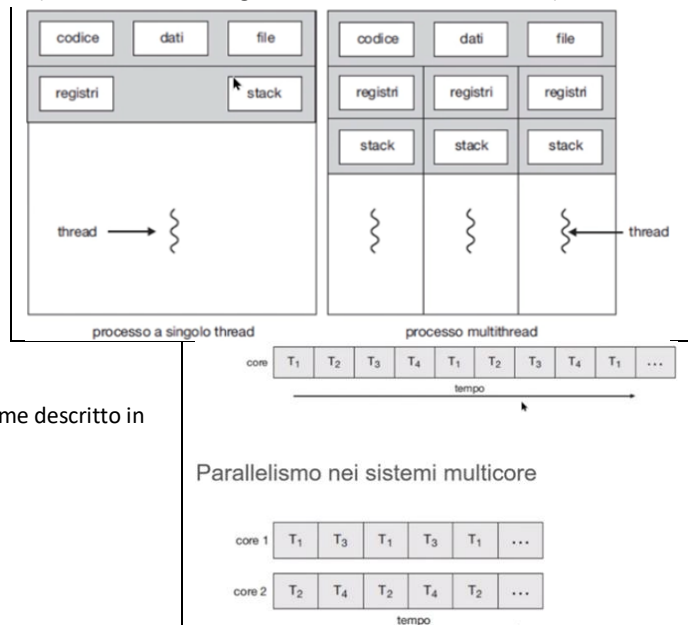 codice dati file codice dati file
registri stack registri registri registri
stack stack stack
thread thread
processo a singolo thread processo multithread
core T1 T2 T3 T4 T1 T2 T3 T4 T1 ...
tempo
me descritto in
Parallelismo nei sistemi multicore
core 1 T1 T3 T1 T3 T1 ...
core 2 T2 T4 T2 T4 T2 ...
tempo